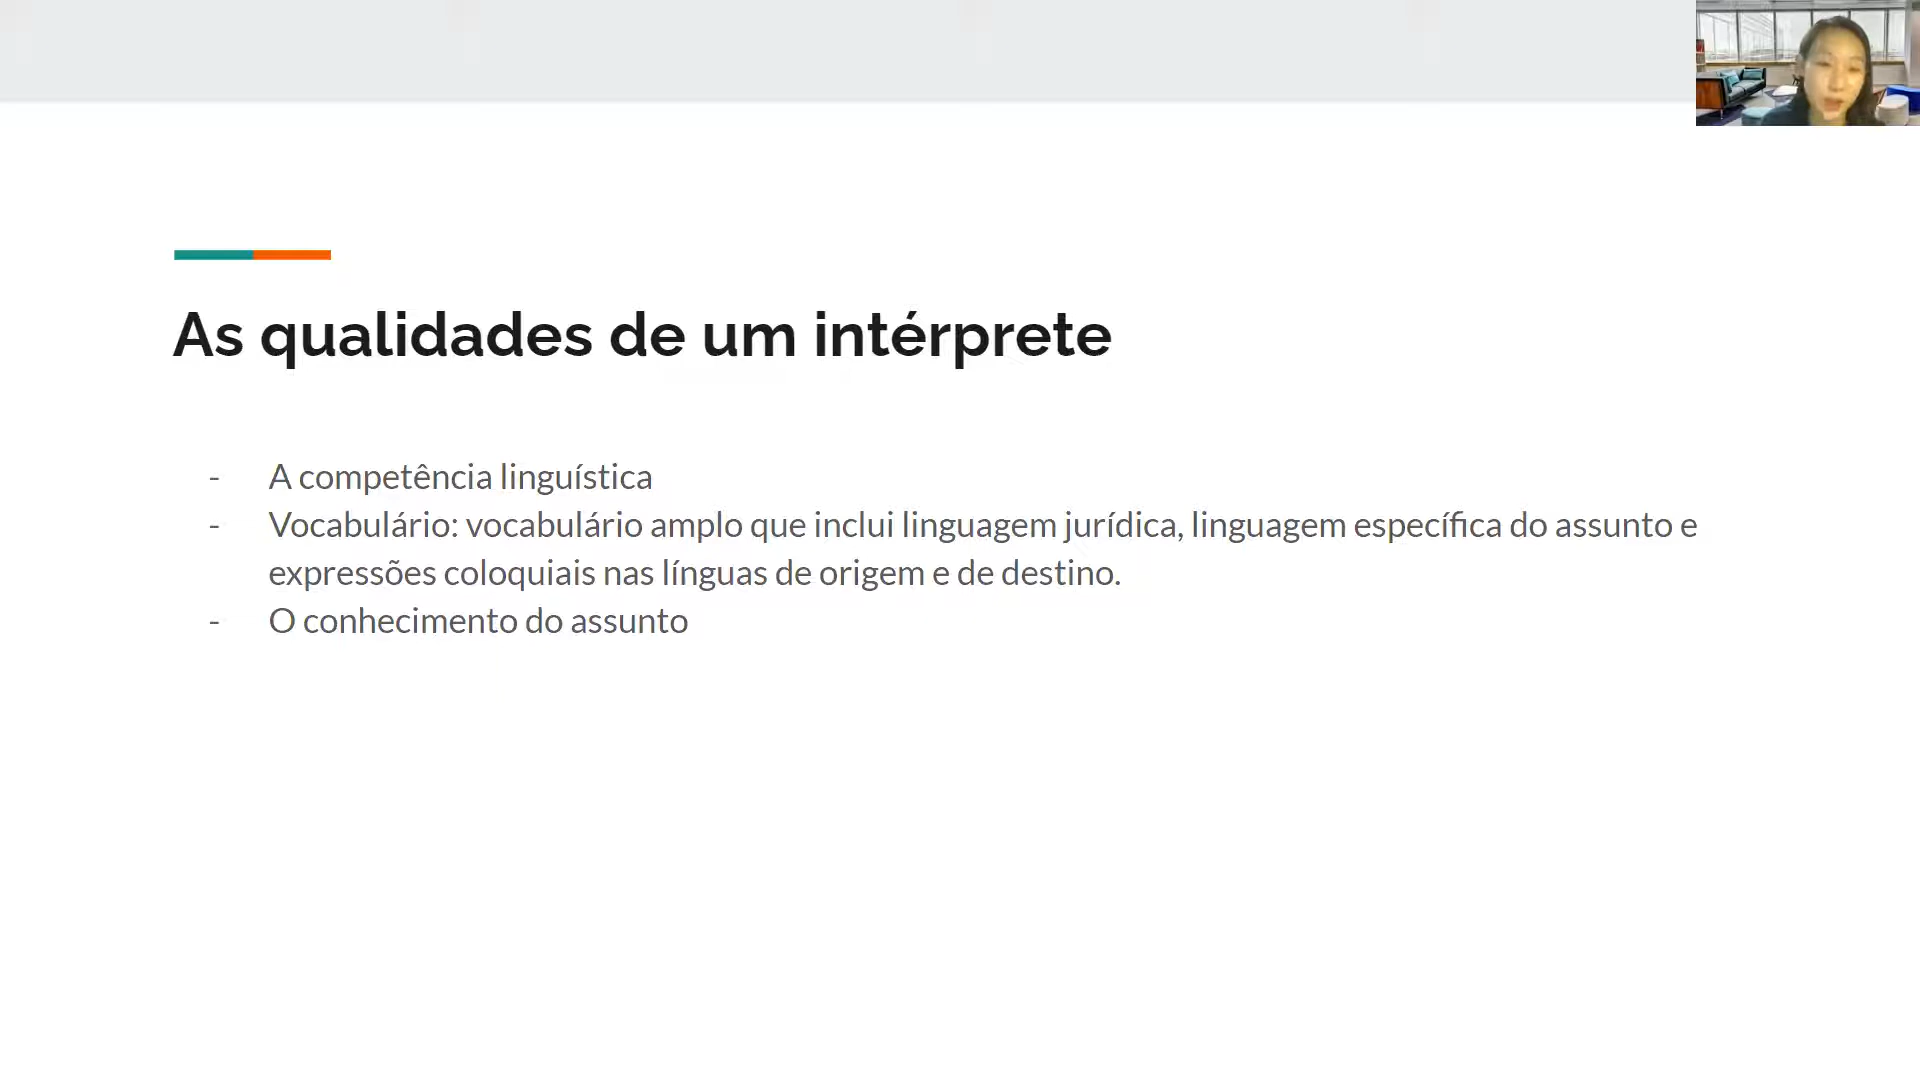 As qualidades de um intérprete
- A competência linguística
- Vocabulário: vocabulário amplo que inclui linguagem jurídica, linguagem específica do assunto e
expressões coloquiais nas línguas de origem e de destino.
- O conhecimento do assunto